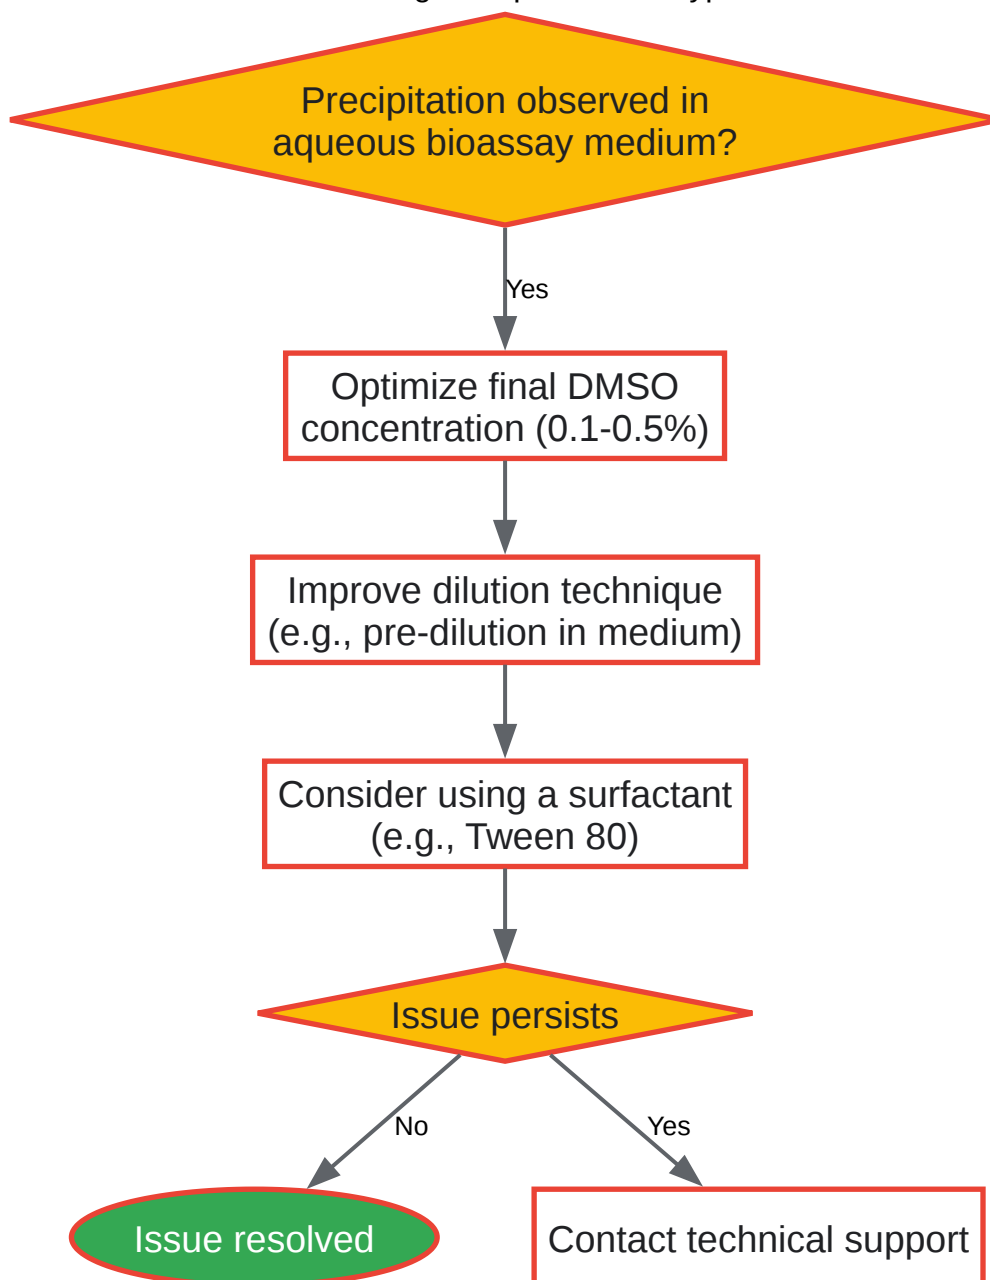 Precipitation observed in
aqueous bioassay medium?
Yes
Optimize final DMSO
concentration (0.1-0.5%)
Improve dilution technique
(e.g., pre-dilution in medium)
Consider using a surfactant
(e.g., Tween 80)
Issue persists
No
Yes
Issue resolved
Contact technical support